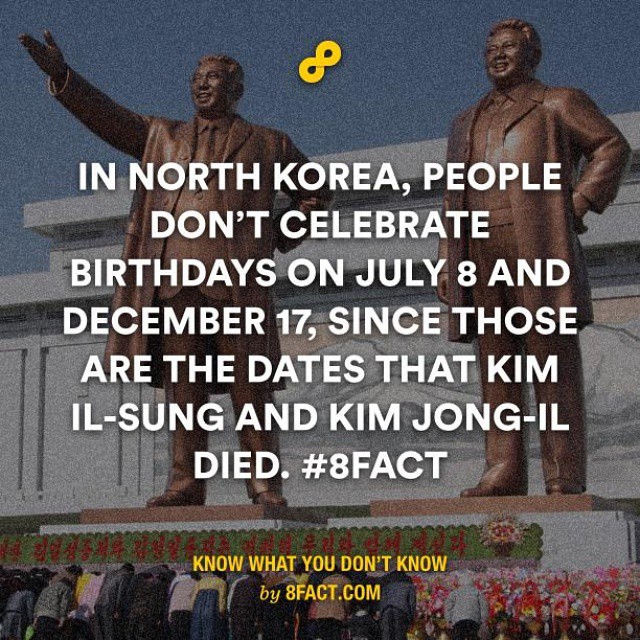 IN NORTH KOREA, PEOPLE
DON'T CELEBRATE
BIRTHDAYS ON JULY 8 AND
DECEMBER 17, SINCE THOSE
ARE THE DATES THAT KIM
IL-SUNG AND KIM JONG-IL
DIED. #8FACT
KNOW WHAT YOU DON'T KNOW
by 8FACT.COM